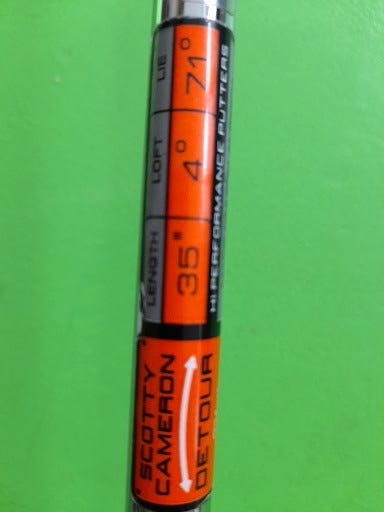 SCOTTY
CAMERON
DETOUR
LENGTH
35"
LOFT
4°
LIE
71°
HI PERFORMANCE PUTTERS